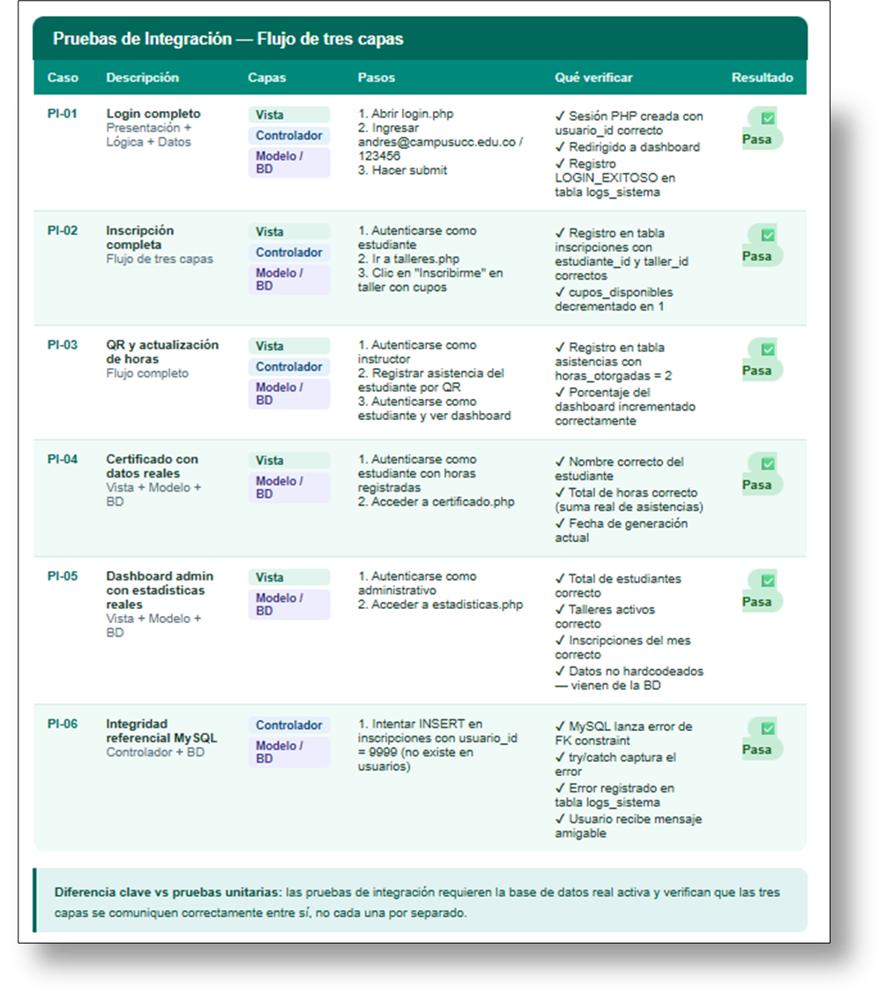 Pruebas de Integración — Flujo de tres capas
Caso Descripción Capas Pasos Qué verificar Resultado
PI-01
Login completo
Presentación +
Lógica + Datos
Vista
Controlador
Modelo /
BD
1. Abrir login.php
2. Ingresar
andres@campusucc.edu.co /
123456
3. Hacer submit
✓ Sesión PHP creada con
usuario_id correcto
✓ Redirigido a dashboard
✓ Registro
LOGIN_EXITOSO en
tabla logs_sistema
✅
Pasa
PI-02
Inscripción
completa
Flujo de tres capas
Vista
Controlador
Modelo /
BD
1. Autenticarse como
estudiante
2. Ir a talleres.php
3. Clic en "Inscribirme" en
taller con cupos
✓ Registro en tabla
inscripciones con
estudiante_id y taller_id
correctos
✓ cupos_disponibles
decrementado en 1
✅
Pasa
PI-03
QR y actualización
de horas
Flujo completo
Vista
Controlador
Modelo /
BD
1. Autenticarse como
instructor
2. Registrar asistencia del
estudiante por QR
3. Autenticarse como
estudiante y ver dashboard
✓ Registro en tabla
asistencias con
horas_otorgadas = 2
✓ Porcentaje del
dashboard incrementado
correctamente
✅
Pasa
PI-04
Certificado con
datos reales
Vista + Modelo +
BD
Vista
Modelo /
BD
1. Autenticarse como
estudiante con horas
registradas
2. Acceder a certificado.php
✓ Nombre correcto del
estudiante
✓ Total de horas correcto
(suma real de asistencias)
✓ Fecha de generación
actual
✅
Pasa
PI-05
Dashboard admin
con estadísticas
reales
Vista + Modelo +
BD
Vista
Modelo /
BD
1. Autenticarse como
administrativo
2. Acceder a estadisticas.php
✓ Total de estudiantes
correcto
✓ Talleres activos
correcto
✓ Inscripciones del mes
correcto
✓ Datos no hardcodeados
— vienen de la BD
✅
Pasa
PI-06
Integridad
referencial MySQL
Controlador + BD
Controlador
Modelo /
BD
1. Intentar INSERT en
inscripciones con usuario_id
= 9999 (no existe en
usuarios)
✓ MySQL lanza error de
FK constraint
✓ try/catch captura el
error
✓ Error registrado en
tabla logs_sistema
✓ Usuario recibe mensaje
amigable
✅
Pasa
Diferencia clave vs pruebas unitarias: las pruebas de integración requieren la base de datos real activa y verifican que las tres
capas se comuniquen correctamente entre sí, no cada una por separado.